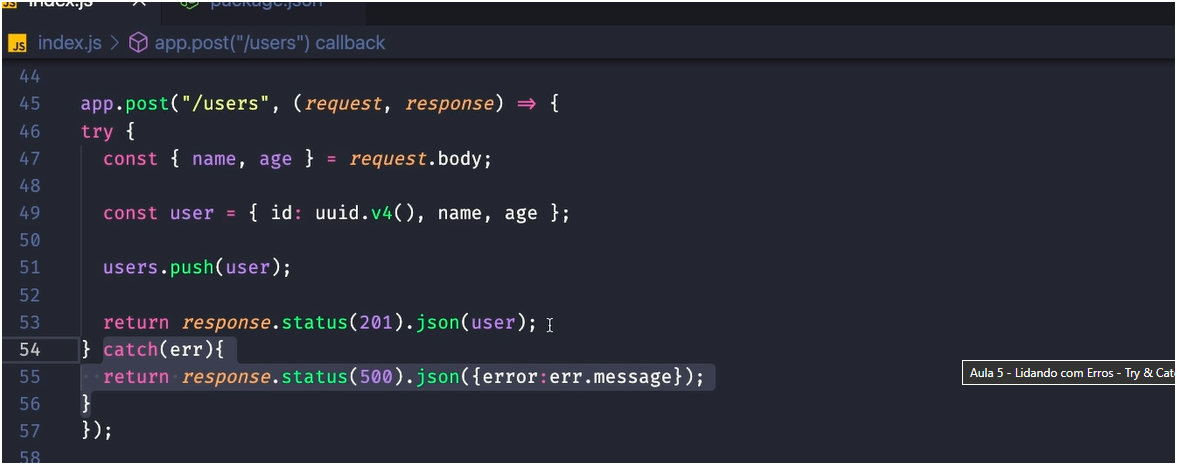 JS index.js package.json
JS index.js > app.post("/users") callback
44
45 app.post("/users", (request, response) => {
46 try {
47 const { name, age } = request.body;
48
49 const user = { id: uuid.v4(), name, age };
50
51 users.push(user);
52
53 return response.status(201).json(user);
54 } catch(err){
55 return response.status(500).json({error:err.message});
56 }
57 });
58
Aula 5 - Lidando com Erros - Try &